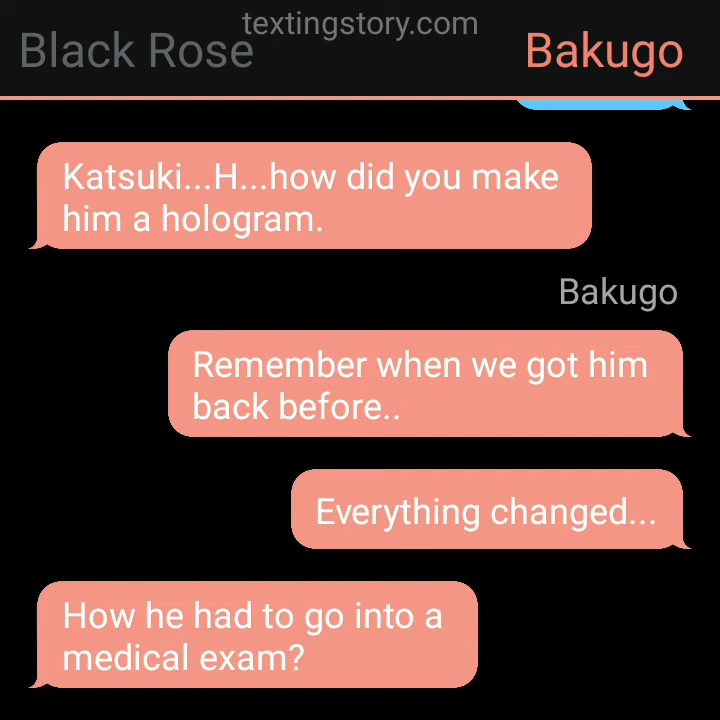 textingstory.com
Black Rose
Bakugo
Katsuki...H...how did you make
him a hologram.
Bakugo
Remember when we got him
back before..
Everything changed...
How he had to go into a
medical exam?